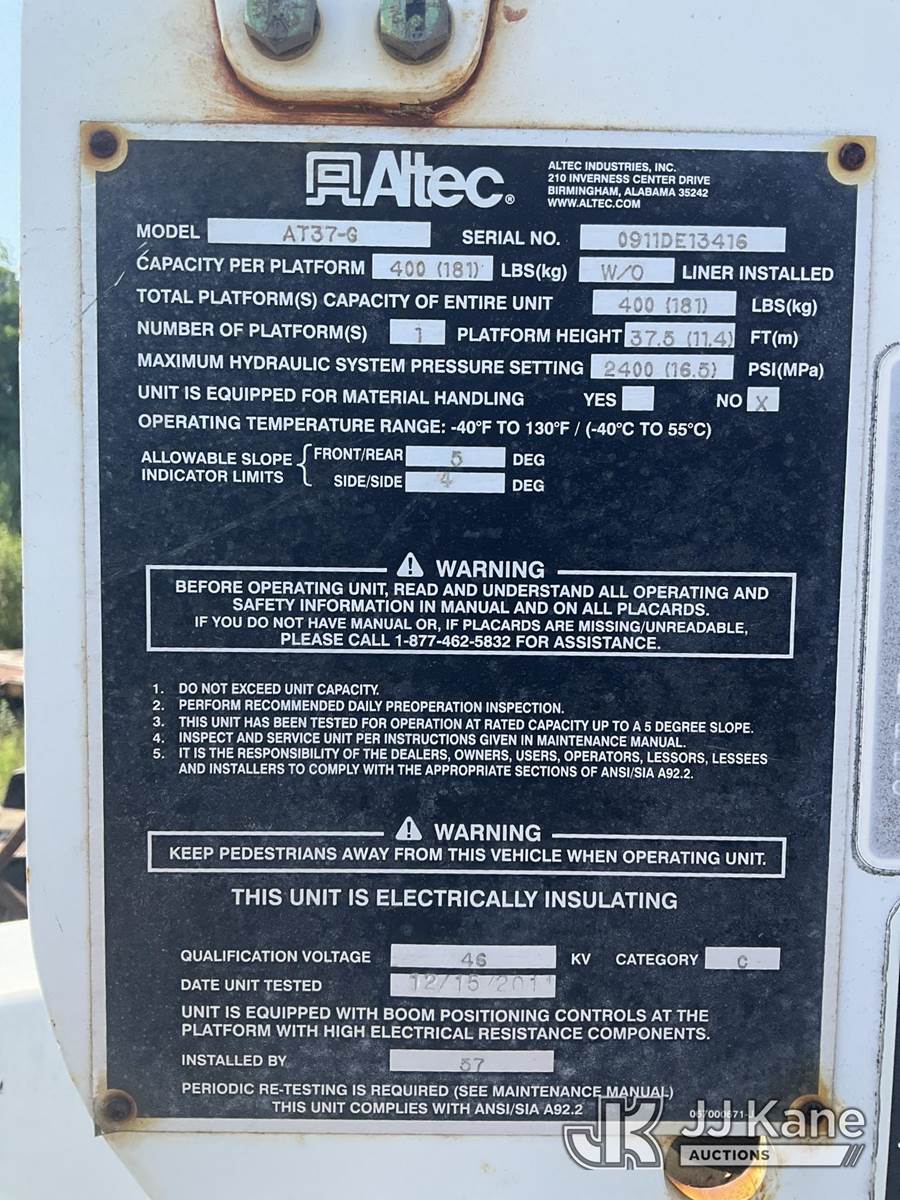 Altec®
ALTEC INDUSTRIES, INC.
210 INVERNESS CENTER DRIVE
BIRMINGHAM, ALABAMA 35242
WWW.ALTEC.COM
MODEL AT37-G SERIAL NO. 0911DE13416
CAPACITY PER PLATFORM 400 (181) LBS(kg) W/O LINER INSTALLED
TOTAL PLATFORM(S) CAPACITY OF ENTIRE UNIT 400 (181) LBS(kg)
NUMBER OF PLATFORM(S) 1 PLATFORM HEIGHT 37.5 (11.4) FT(m)
MAXIMUM HYDRAULIC SYSTEM PRESSURE SETTING 2400 (16.5) PSI(MPa)
UNIT IS EQUIPPED FOR MATERIAL HANDLING YES NO X
OPERATING TEMPERATURE RANGE: -40°F TO 130°F / (-40°C TO 55°C)
ALLOWABLE SLOPE INDICATOR LIMITS
FRONT/REAR 5 DEG
SIDE/SIDE 4 DEG
WARNING
BEFORE OPERATING UNIT, READ AND UNDERSTAND ALL OPERATING AND
SAFETY INFORMATION IN MANUAL AND ON ALL PLACARDS.
IF YOU DO NOT HAVE MANUAL OR, IF PLACARDS ARE MISSING/UNREADABLE,
PLEASE CALL 1-877-462-5832 FOR ASSISTANCE.
1. DO NOT EXCEED UNIT CAPACITY.
2. PERFORM RECOMMENDED DAILY PREOPERATION INSPECTION.
3. THIS UNIT HAS BEEN TESTED FOR OPERATION AT RATED CAPACITY UP TO A 5 DEGREE SLOPE.
4. INSPECT AND SERVICE UNIT PER INSTRUCTIONS GIVEN IN MAINTENANCE MANUAL.
5. IT IS THE RESPONSIBILITY OF THE DEALERS, OWNERS, USERS, OPERATORS, LESSORS, LESSEES
AND INSTALLERS TO COMPLY WITH THE APPROPRIATE SECTIONS OF ANSI/SIA A92.2.
WARNING
KEEP PEDESTRIANS AWAY FROM THIS VEHICLE WHEN OPERATING UNIT.
THIS UNIT IS ELECTRICALLY INSULATING
QUALIFICATION VOLTAGE 46 KV CATEGORY C
DATE UNIT TESTED 12/15/2011
UNIT IS EQUIPPED WITH BOOM POSITIONING CONTROLS AT THE
PLATFORM WITH HIGH ELECTRICAL RESISTANCE COMPONENTS.
INSTALLED BY 57
PERIODIC RE-TESTING IS REQUIRED (SEE MAINTENANCE MANUAL)
THIS UNIT COMPLIES WITH ANSI/SIA A92.2
JK JJ Kane
AUCTIONS